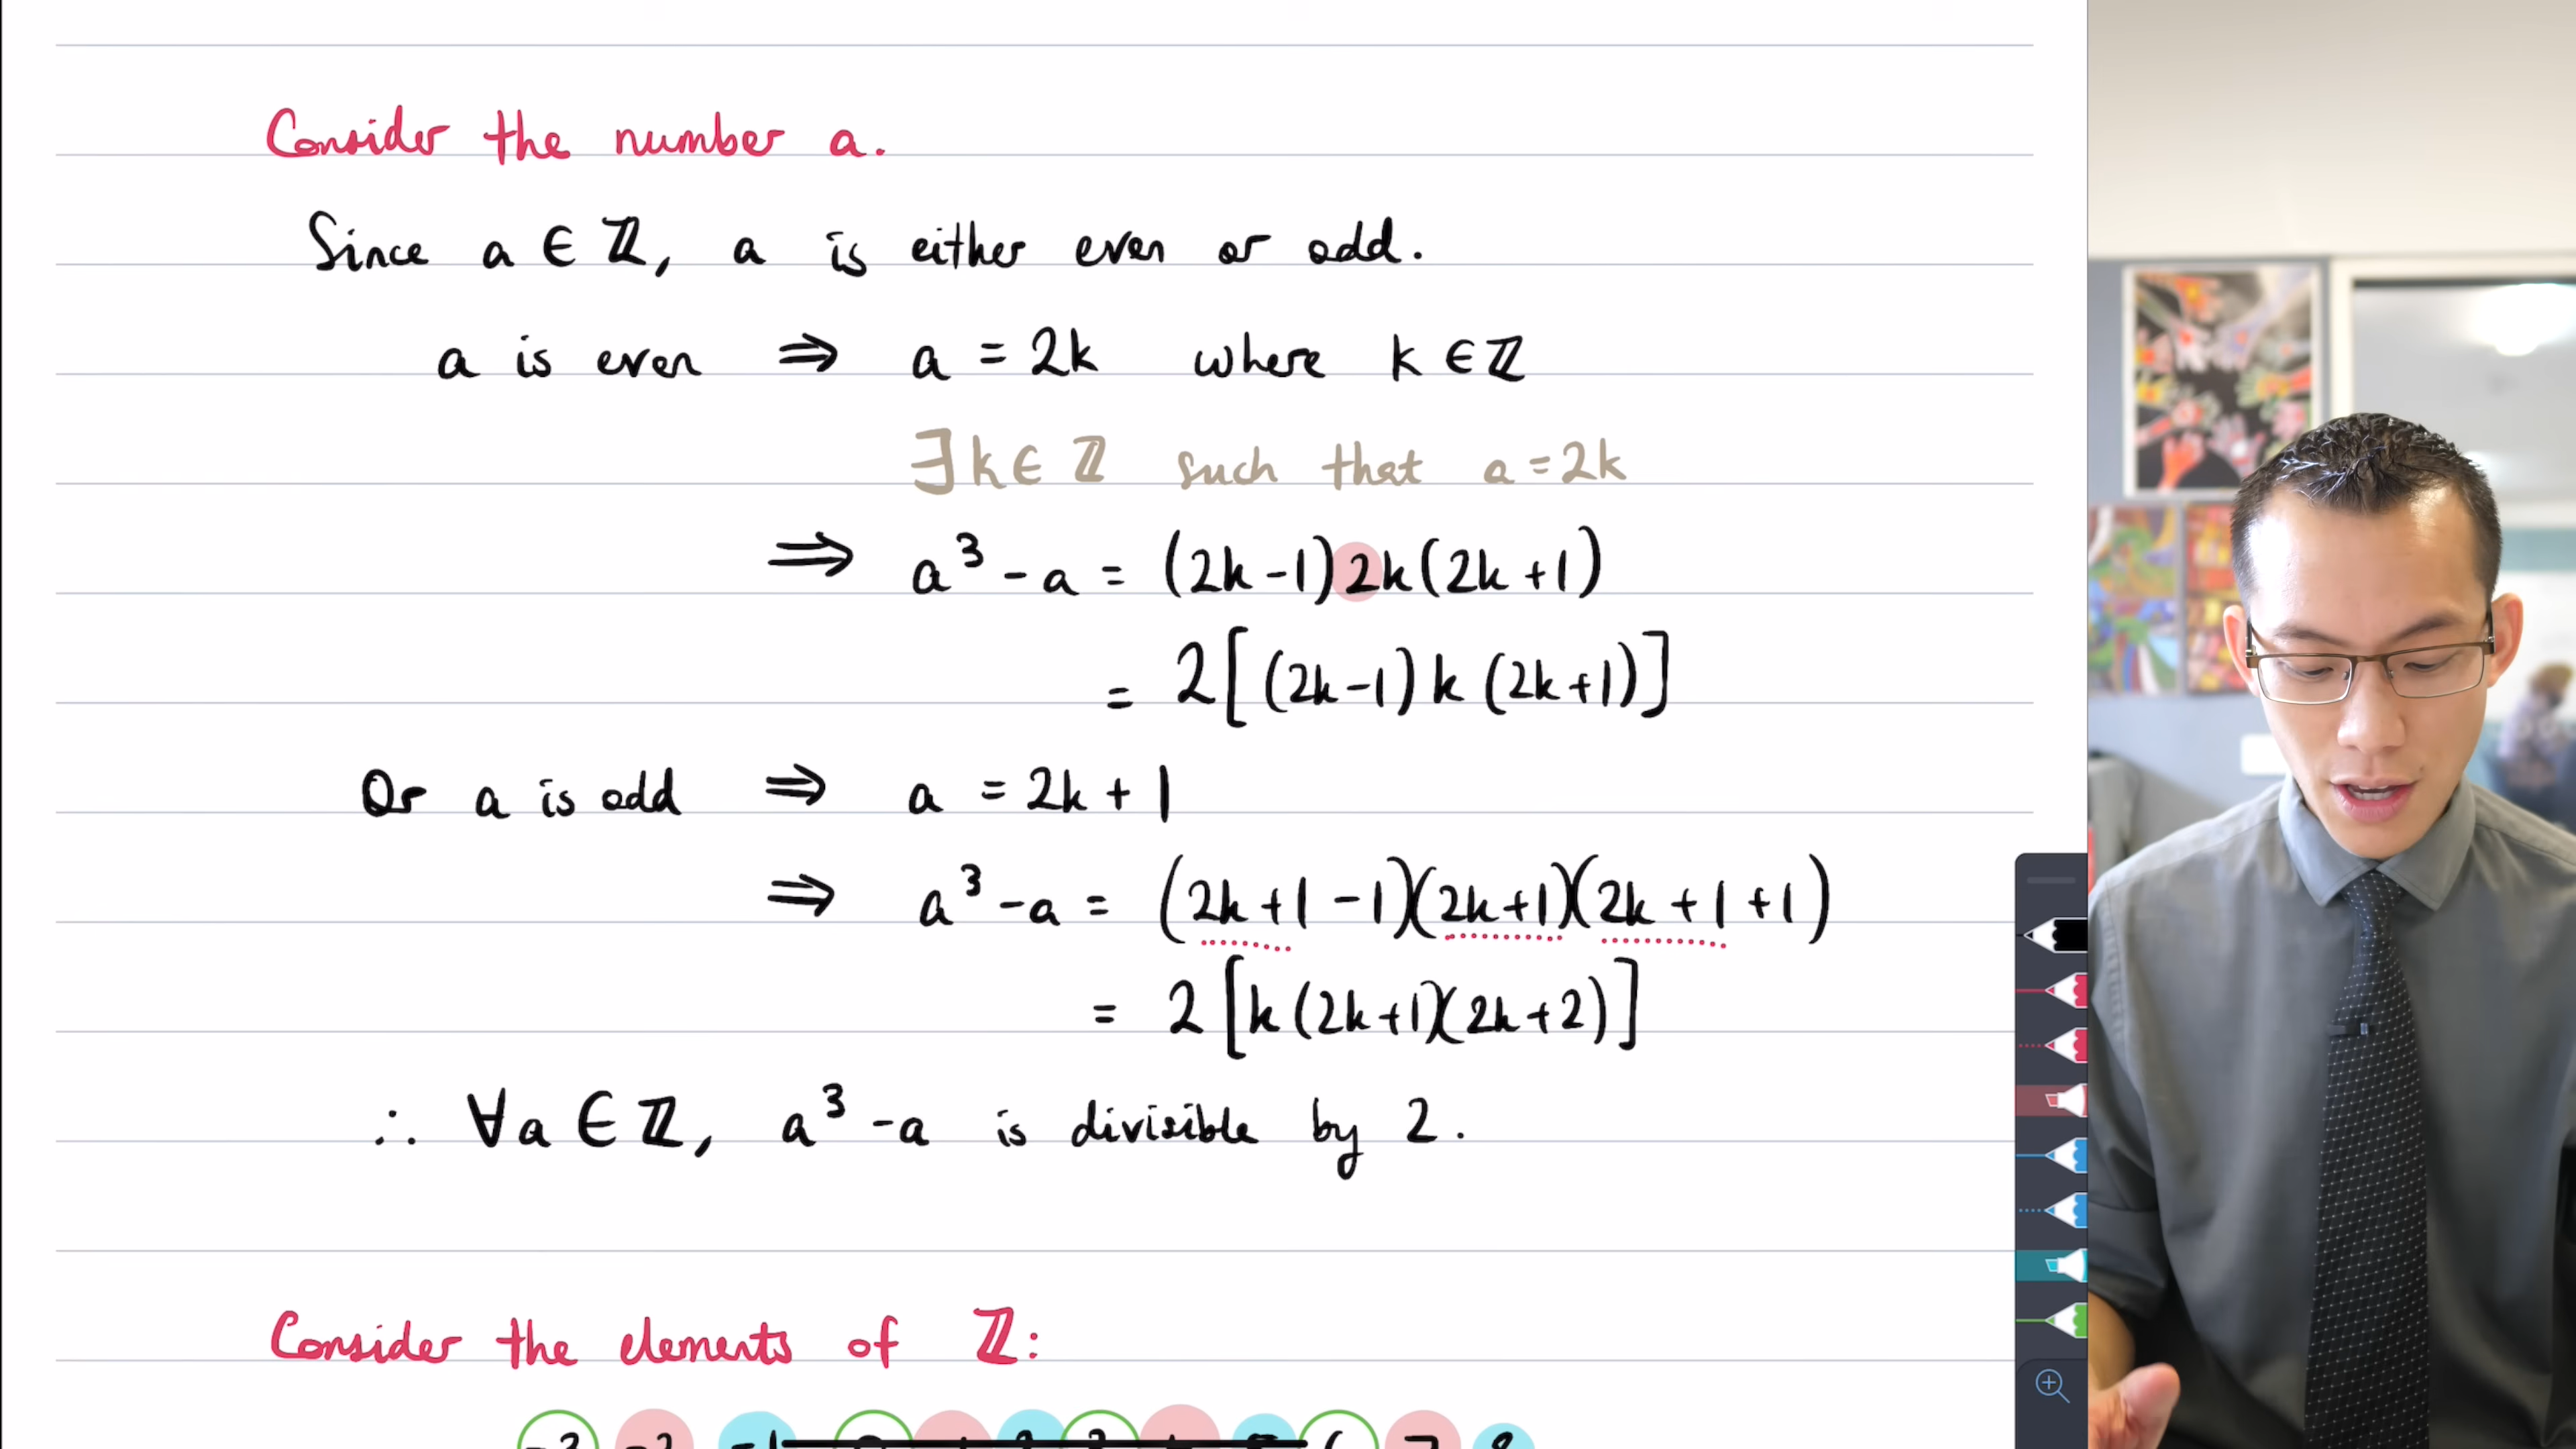 Consider the number a.
Since a ∈ ℤ, a is either even or odd.
a is even ⇒ a = 2k where k ∈ ℤ
∃ k ∈ ℤ such that a = 2k
⇒ a³ - a = (2k-1)2k(2k+1)
= 2[(2k-1)k(2k+1)]
Or a is odd ⇒ a = 2k + 1
⇒ a³ - a = (2k+1-1)(2k+1)(2k+1+1)
= 2[k(2k+1)(2k+2)]
∴ ∀a ∈ ℤ, a³ - a is divisible by 2.
Consider the elements of ℤ: